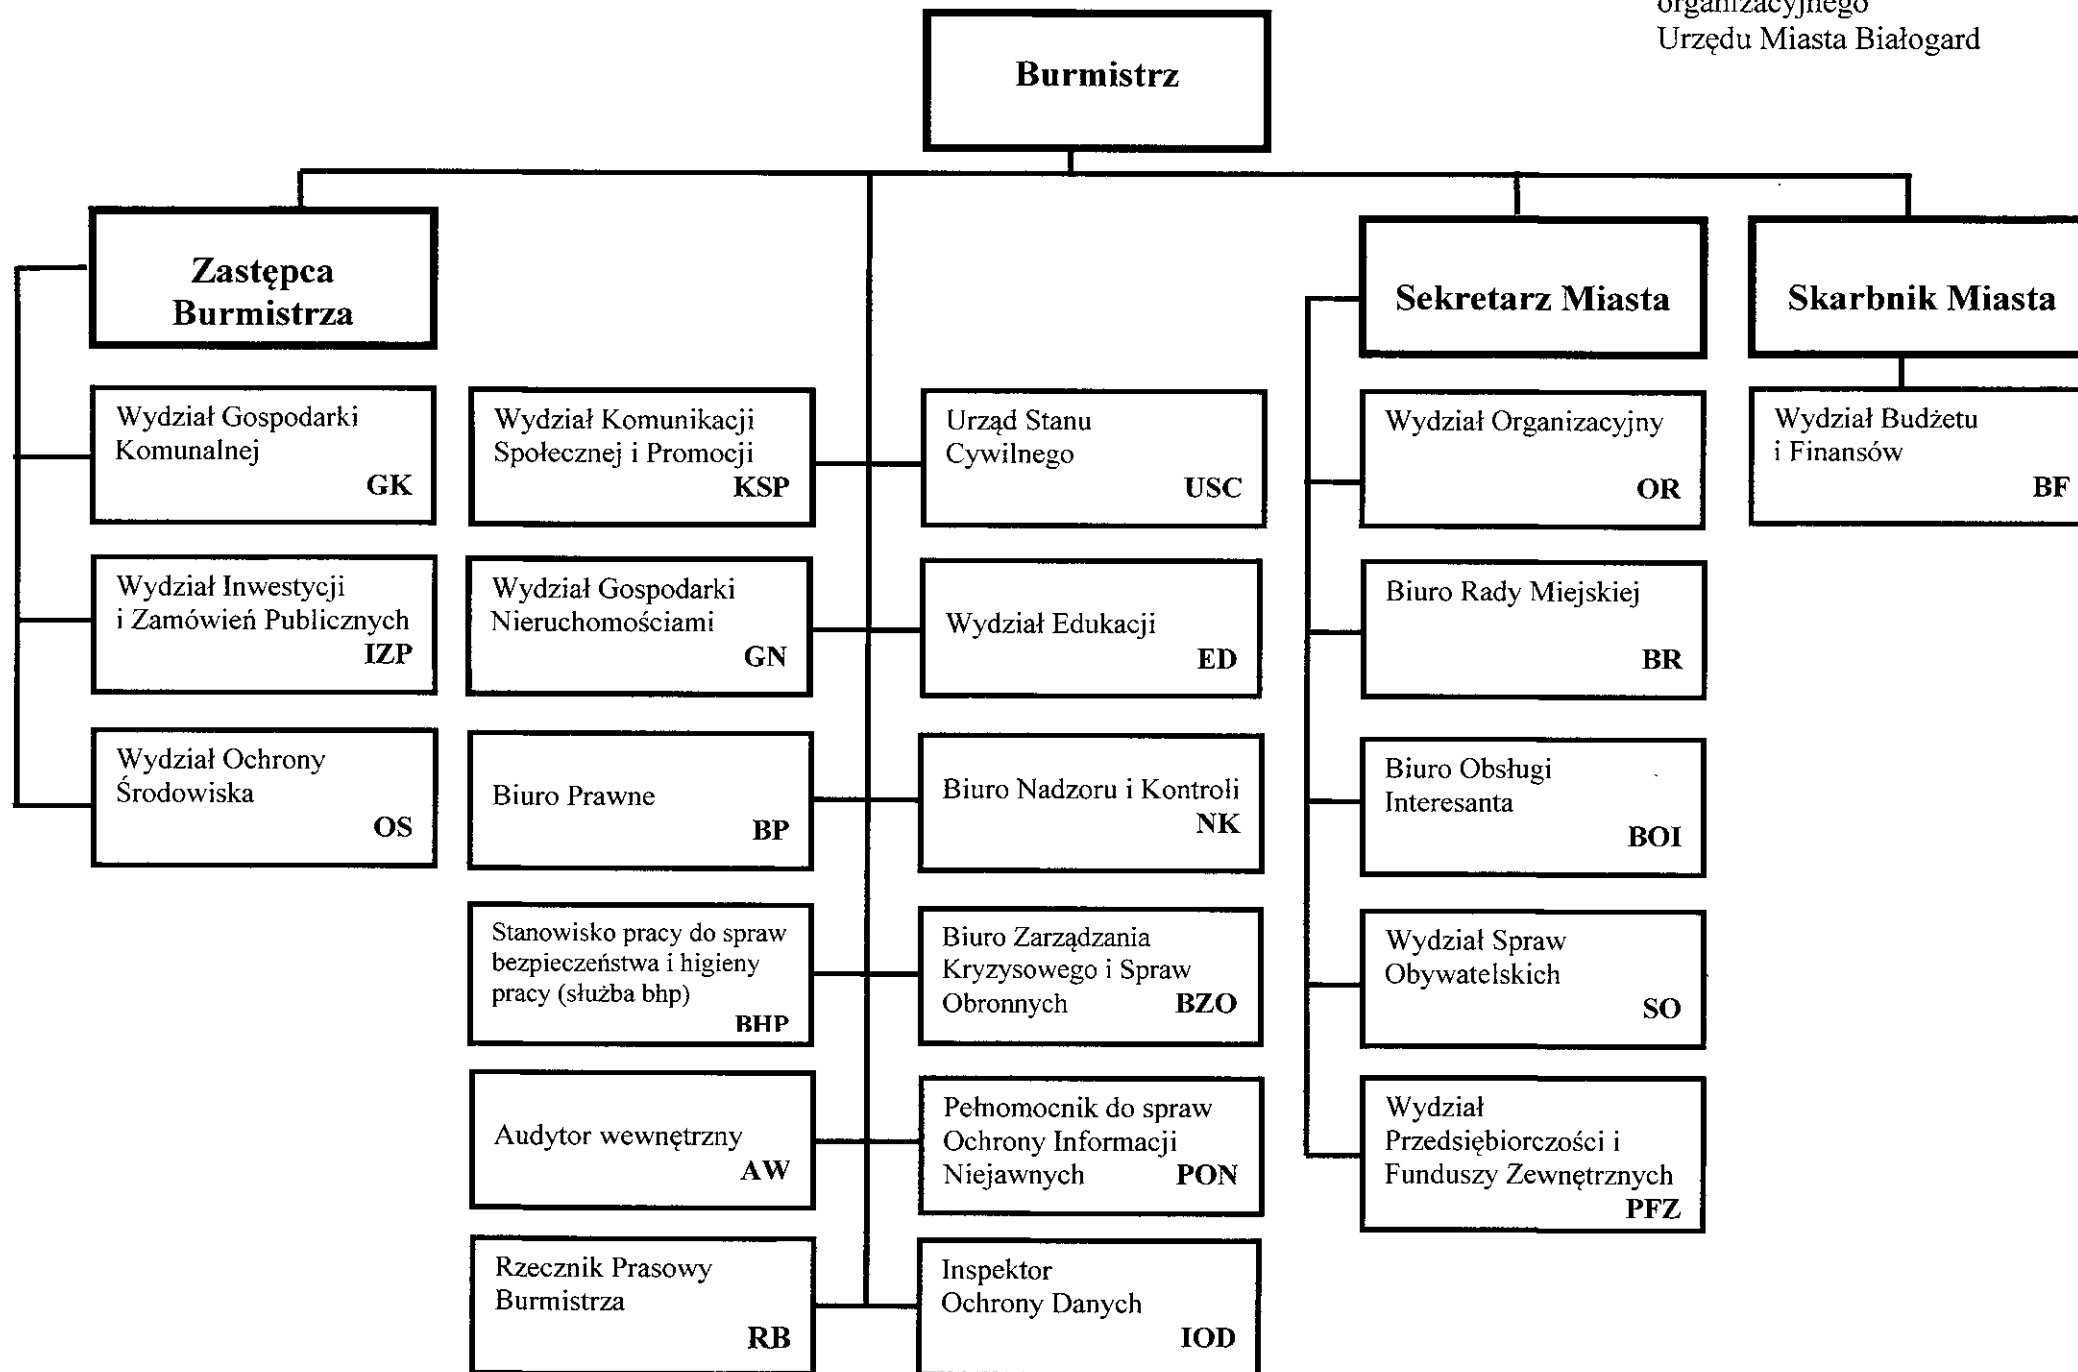 organizacyjnego
Urzędu Miasta Białogard
Burmistrz
Zastępca
Burmistrza
Sekretarz Miasta
Skarbnik Miasta
Wydział Gospodarki
Komunalnej
GK
Wydział Inwestycji
i Zamówień Publicznych
IZP
Wydział Ochrony
Środowiska
OS
Wydział Komunikacji
Społecznej i Promocji
KSP
Wydział Gospodarki
Nieruchomościami
GN
Biuro Prawne
BP
Stanowisko pracy do spraw
bezpieczeństwa i higieny
pracy (służba bhp)
BHP
Audytor wewnętrzny
AW
Rzecznik Prasowy
Burmistrza
RB
Urząd Stanu
Cywilnego
USC
Wydział Edukacji
ED
Biuro Nadzoru i Kontroli
NK
Biuro Zarządzania
Kryzysowego i Spraw
Obronnych BZO
Pełnomocnik do spraw
Ochrony Informacji
Niejawnych PON
Inspektor
Ochrony Danych
IOD
Wydział Organizacyjny
OR
Biuro Rady Miejskiej
BR
Biuro Obsługi
Interesanta
BOI
Wydział Spraw
Obywatelskich
SO
Wydział
Przedsiębiorczości i
Funduszy Zewnętrznych
PFZ
Wydział Budżetu
i Finansów
BF